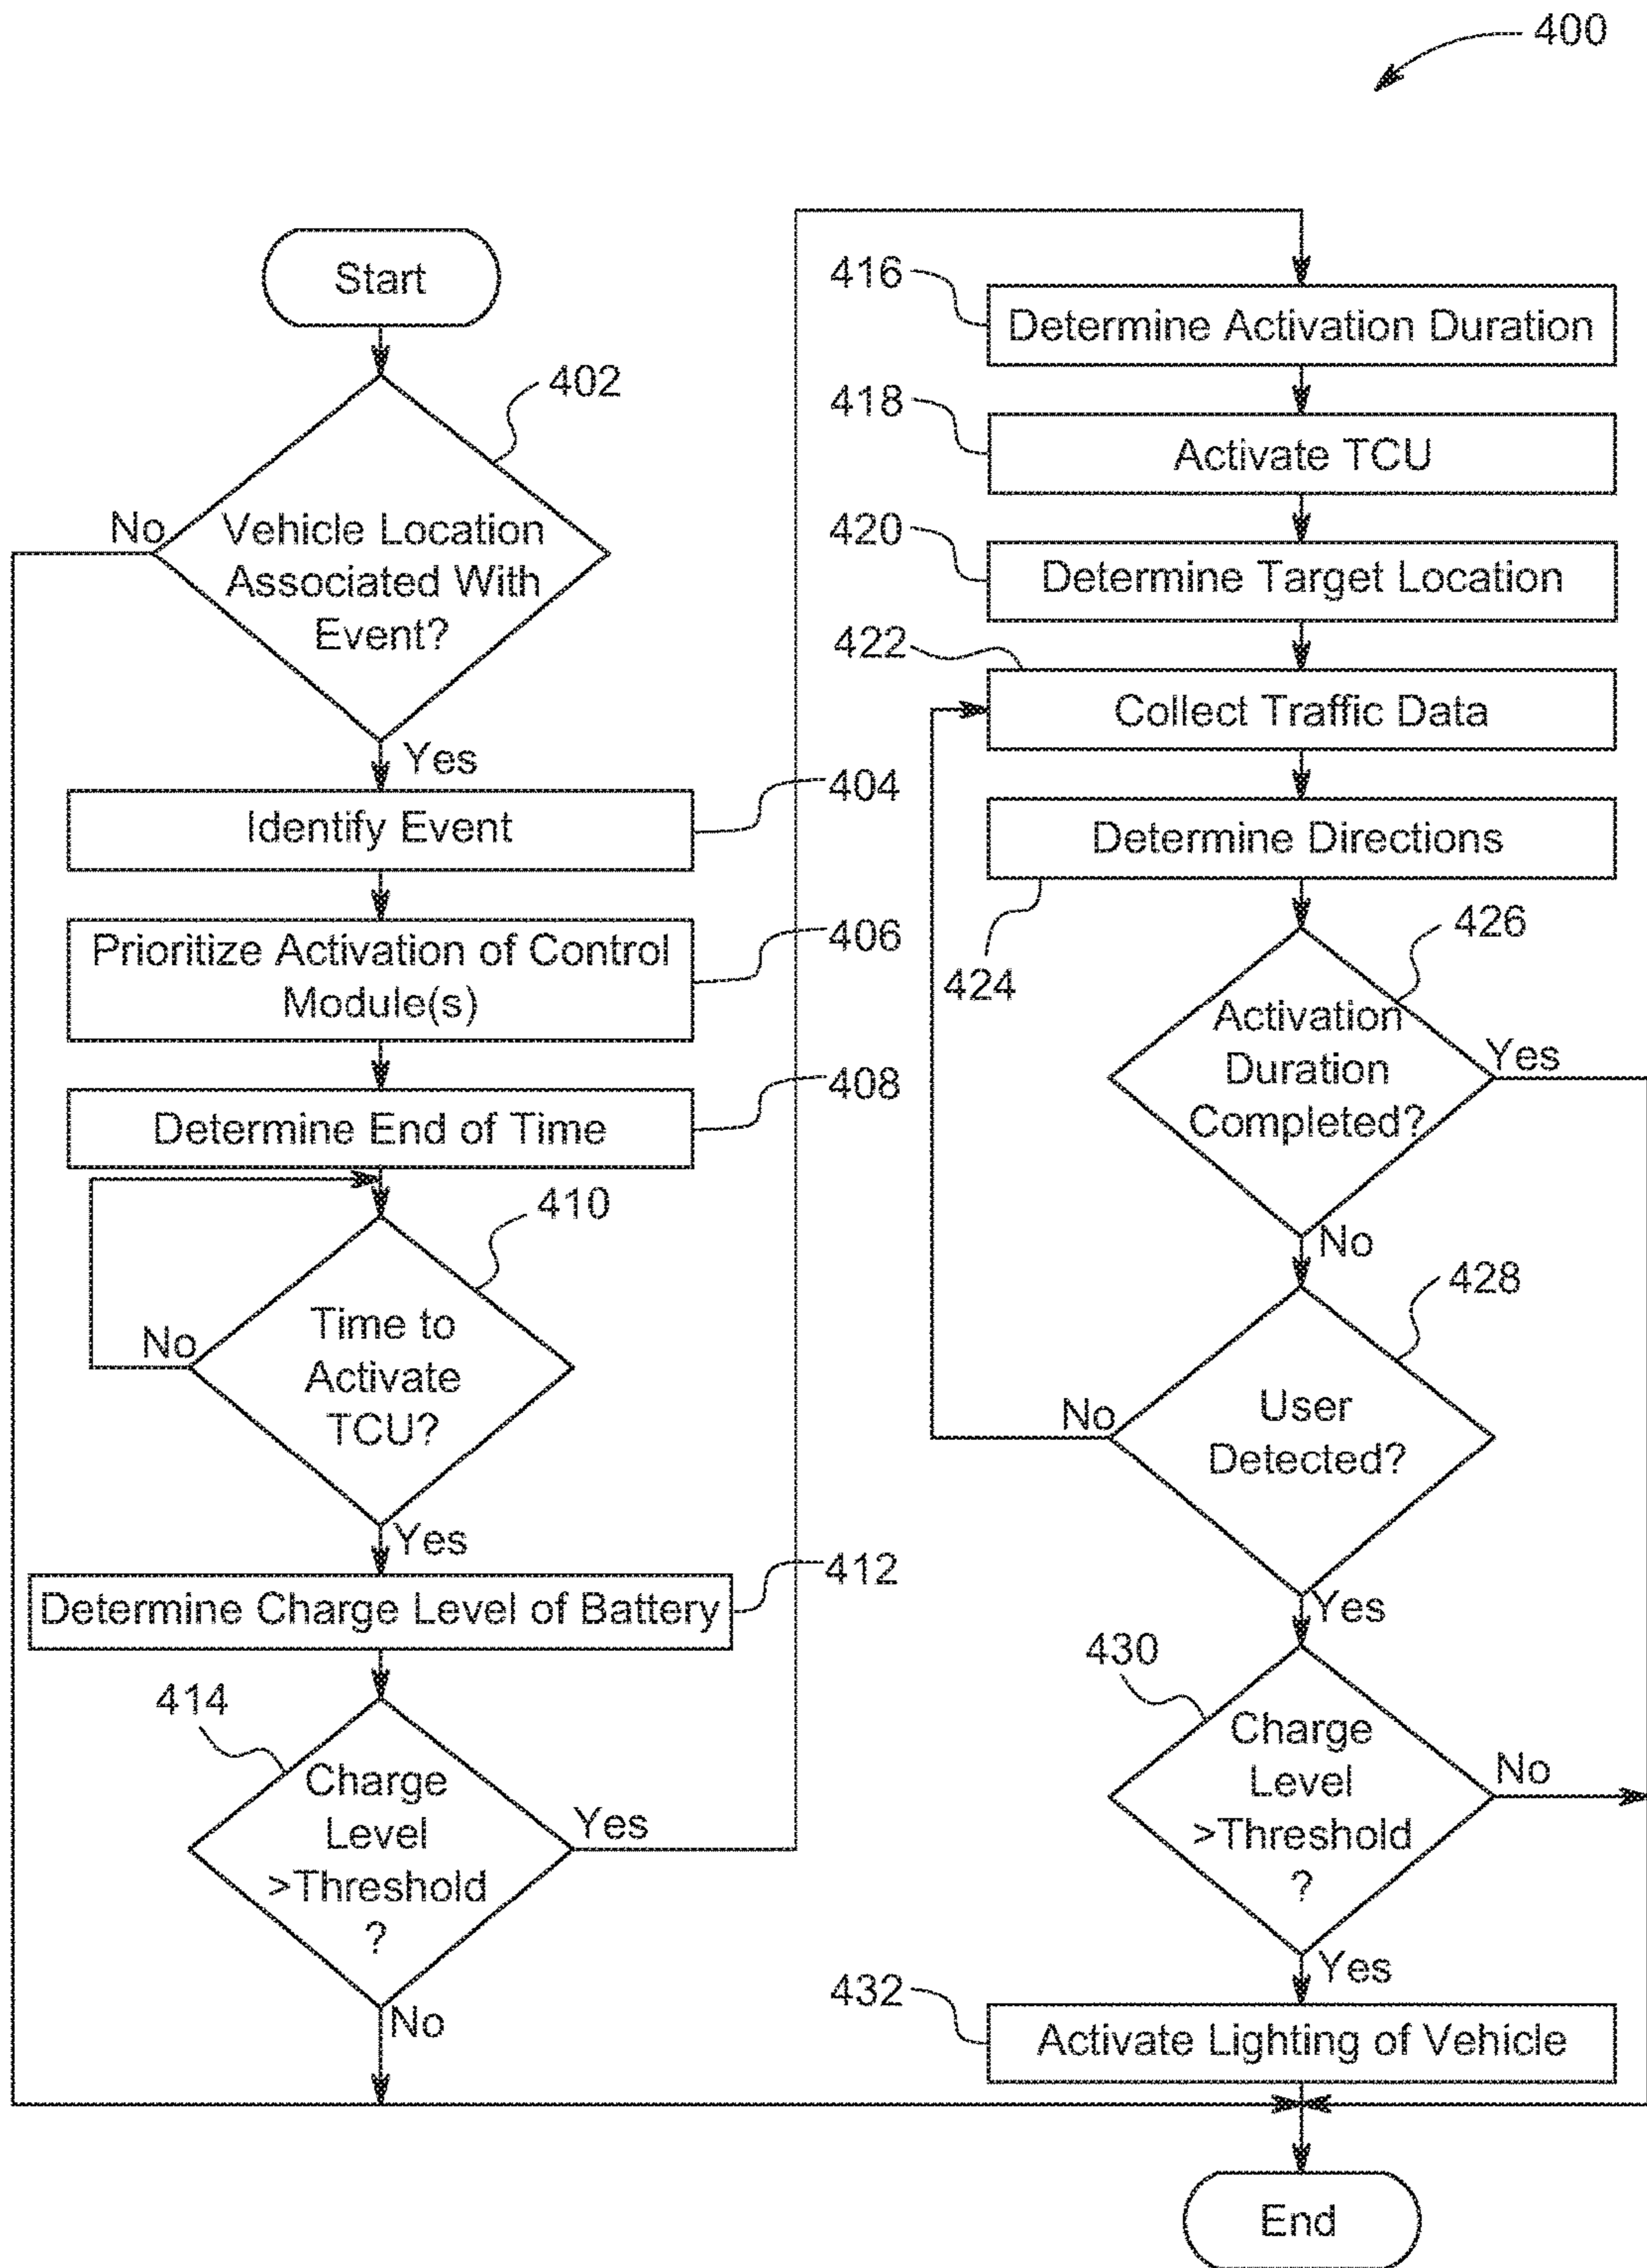 400
Start
402
No
Vehicle Location
Associated With
Event?
Yes
404
Identify Event
406
Prioritize Activation of Control
Module(s)
408
Determine End of Time
410
No
Time to
Activate
TCU?
Yes
412
Determine Charge Level of Battery
414
Charge
Level
>Threshold
?
Yes
No
416
Determine Activation Duration
418
Activate TCU
420
Determine Target Location
422
Collect Traffic Data
Determine Directions
424
426
Activation
Duration
Completed?
Yes
No
428
No
User
Detected?
Yes
430
Charge
Level
>Threshold
?
No
Yes
432
Activate Lighting of Vehicle
End